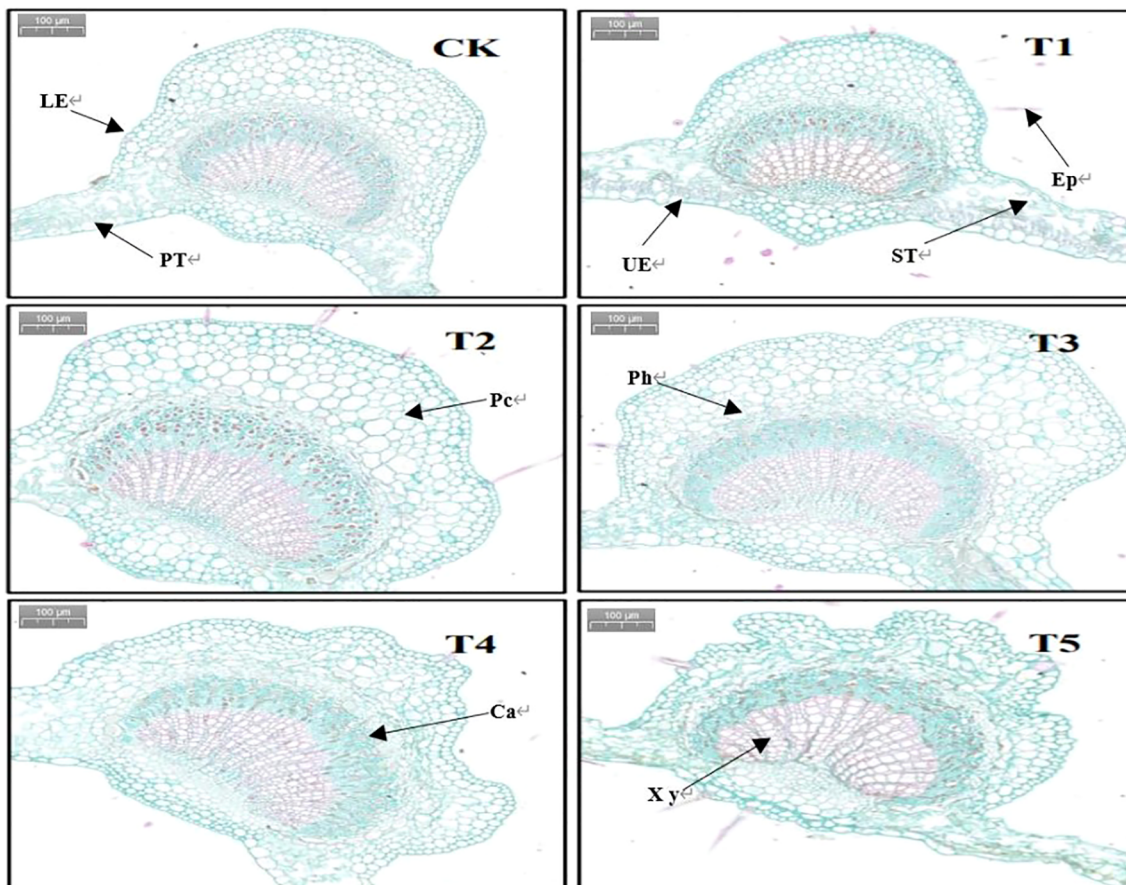 100 µm
CK
LE↵
PT↵
100 µm
T1
Ep↵
UE↵
ST↵
100 µm
T2
Pc↵
100 µm
T3
Ph↵
100 µm
T4
Ca↵
100 µm
T5
X y↵